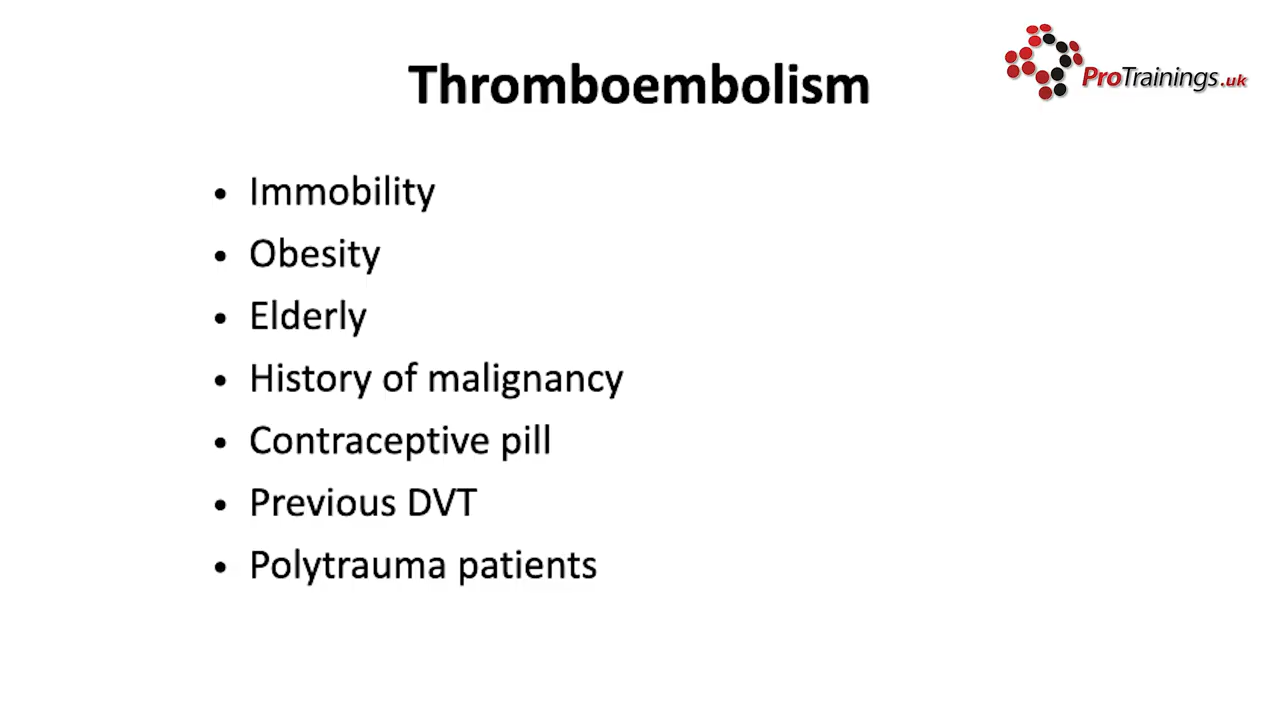 Thromboembolism
ProTrainings.uk
• Immobility
• Obesity
• Elderly
• History of malignancy
• Contraceptive pill
• Previous DVT
• Polytrauma patients